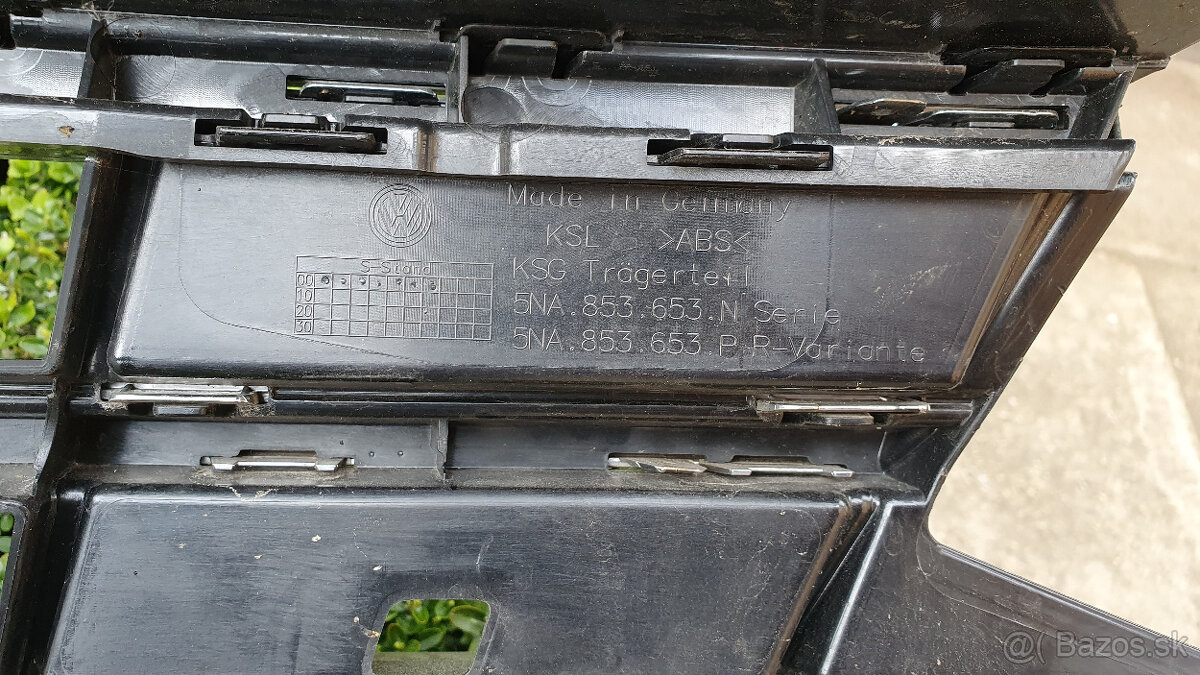 Made in Germany
KSL >ABS<
KSG Trägerteil
5NA.853.653.N Serie
5NA.853.653.P R-Variante
S-Stand
00
10
20
30
VW
@ Bazos.sk